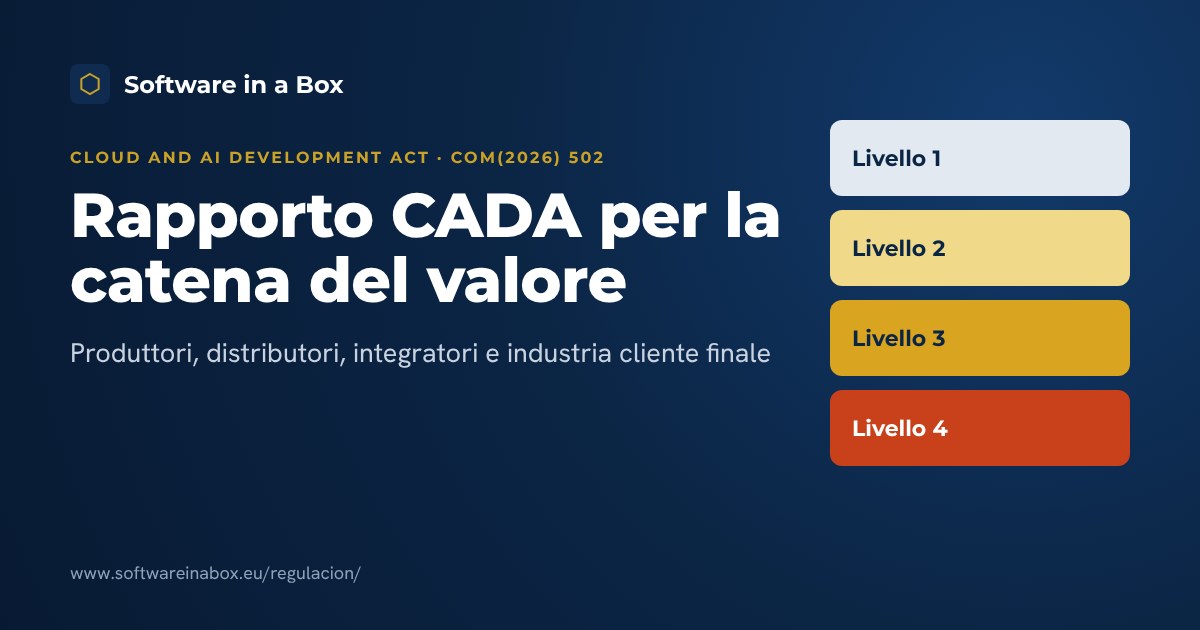 Software in a Box
CLOUD AND AI DEVELOPMENT ACT · COM(2026) 502
Rapporto CADA per la
catena del valore
Produttori, distributori, integratori e industria cliente finale
Livello 1
Livello 2
Livello 3
Livello 4
www.softwareinabox.eu/regulacion/